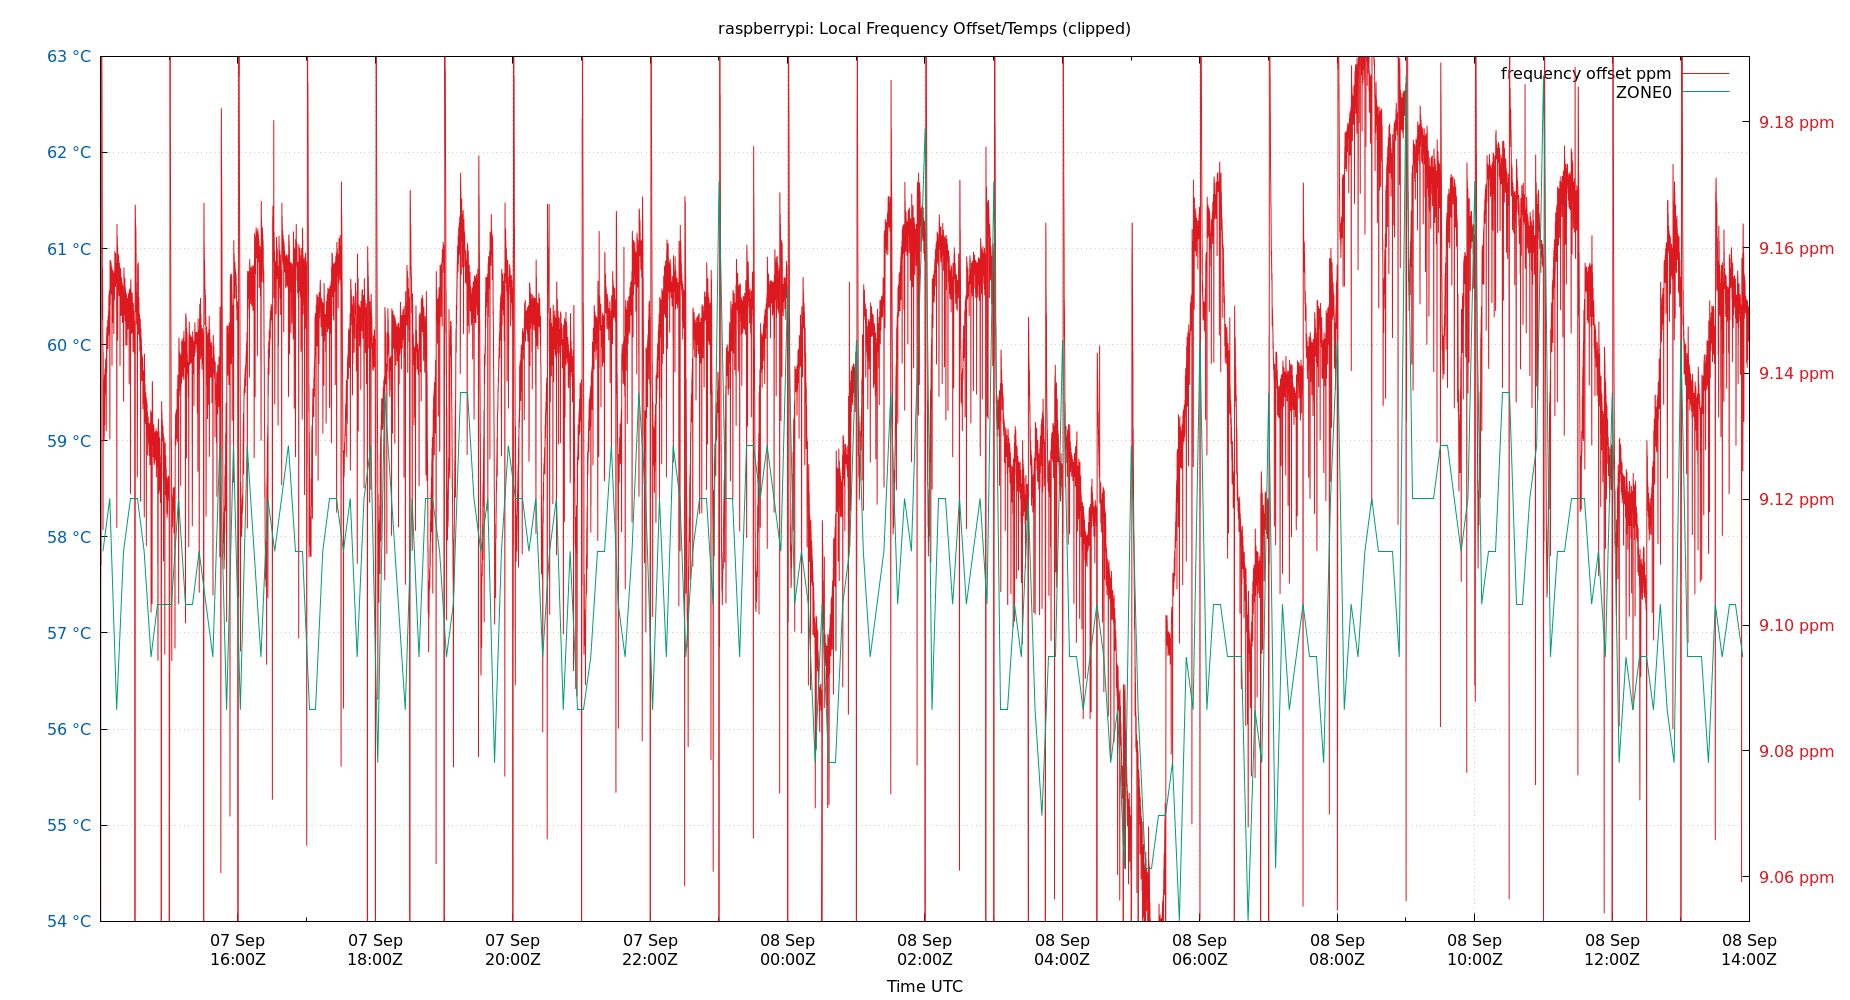 raspberrypi: Local Frequency Offset/Temps (clipped)
63 °C
62 °C
61 °C
60 °C
59 °C
58 °C
57 °C
56 °C
55 °C
54 °C
frequency offset ppm
ZONE0
9.18 ppm
9.16 ppm
9.14 ppm
9.12 ppm
9.10 ppm
9.08 ppm
9.06 ppm
07 Sep 07 Sep 07 Sep 07 Sep 08 Sep 08 Sep 08 Sep 08 Sep 08 Sep 08 Sep 08 Sep 08 Sep
16:00Z 18:00Z 20:00Z 22:00Z 00:00Z 02:00Z 04:00Z 06:00Z 08:00Z 10:00Z 12:00Z 14:00Z
Time UTC